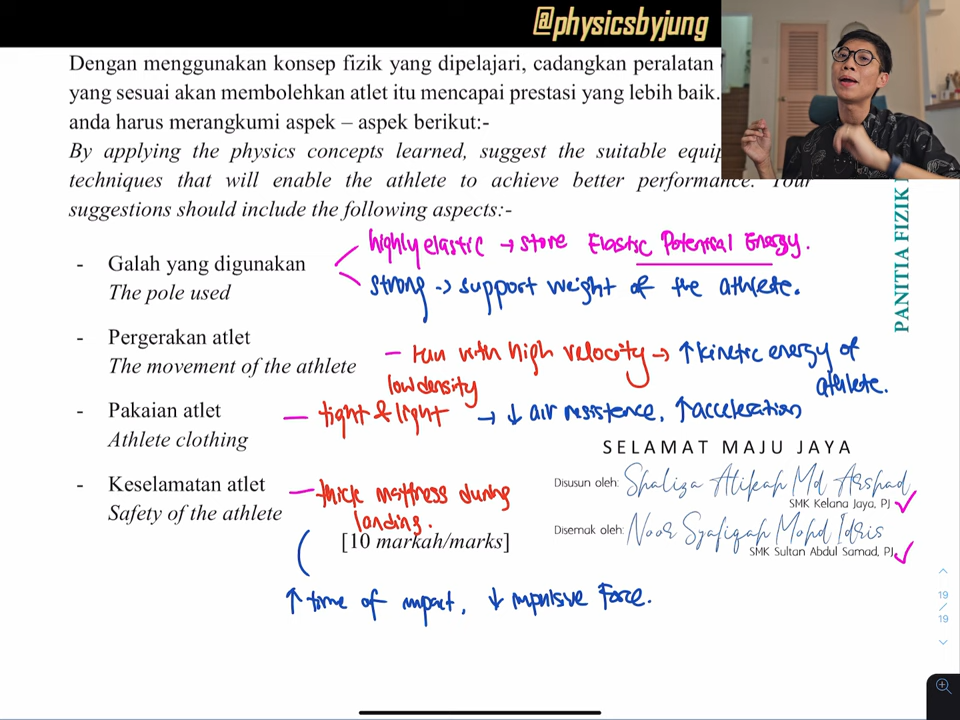 @physicsbyjung
Dengan menggunakan konsep fizik yang dipelajari, cadangkan peralatan
yang sesuai akan membolehkan atlet itu mencapai prestasi yang lebih baik.
anda harus merangkumi aspek – aspek berikut:-
By applying the physics concepts learned, suggest the suitable equip
techniques that will enable the athlete to achieve better performance. Your
suggestions should include the following aspects:-
highly elastic → store Elastic Potential Energy.
- Galah yang digunakan
The pole used
strong → support weight of the athlete.
- Pergerakan atlet
The movement of the athlete
– run with high velocity → ↑ kinetic energy of
athlete.
low density
- Pakaian atlet
Athlete clothing
– tight & light → ↓ air resistence, ↑ acceleration
SELAMAT MAJU JAYA
Disusun oleh: Shaliza Atikah Md Arshad
SMK Kelana Jaya, PJ
Disemak oleh: Noor Syafiqah Mohd Idris
SMK Sultan Abdul Samad, PJ
- Keselamatan atlet
Safety of the athlete
– thick mattress during
landing.
[10 markah/marks]
↑ time of impact, ↓ impulsive Force.
PANITIA FIZIK
19
/
19